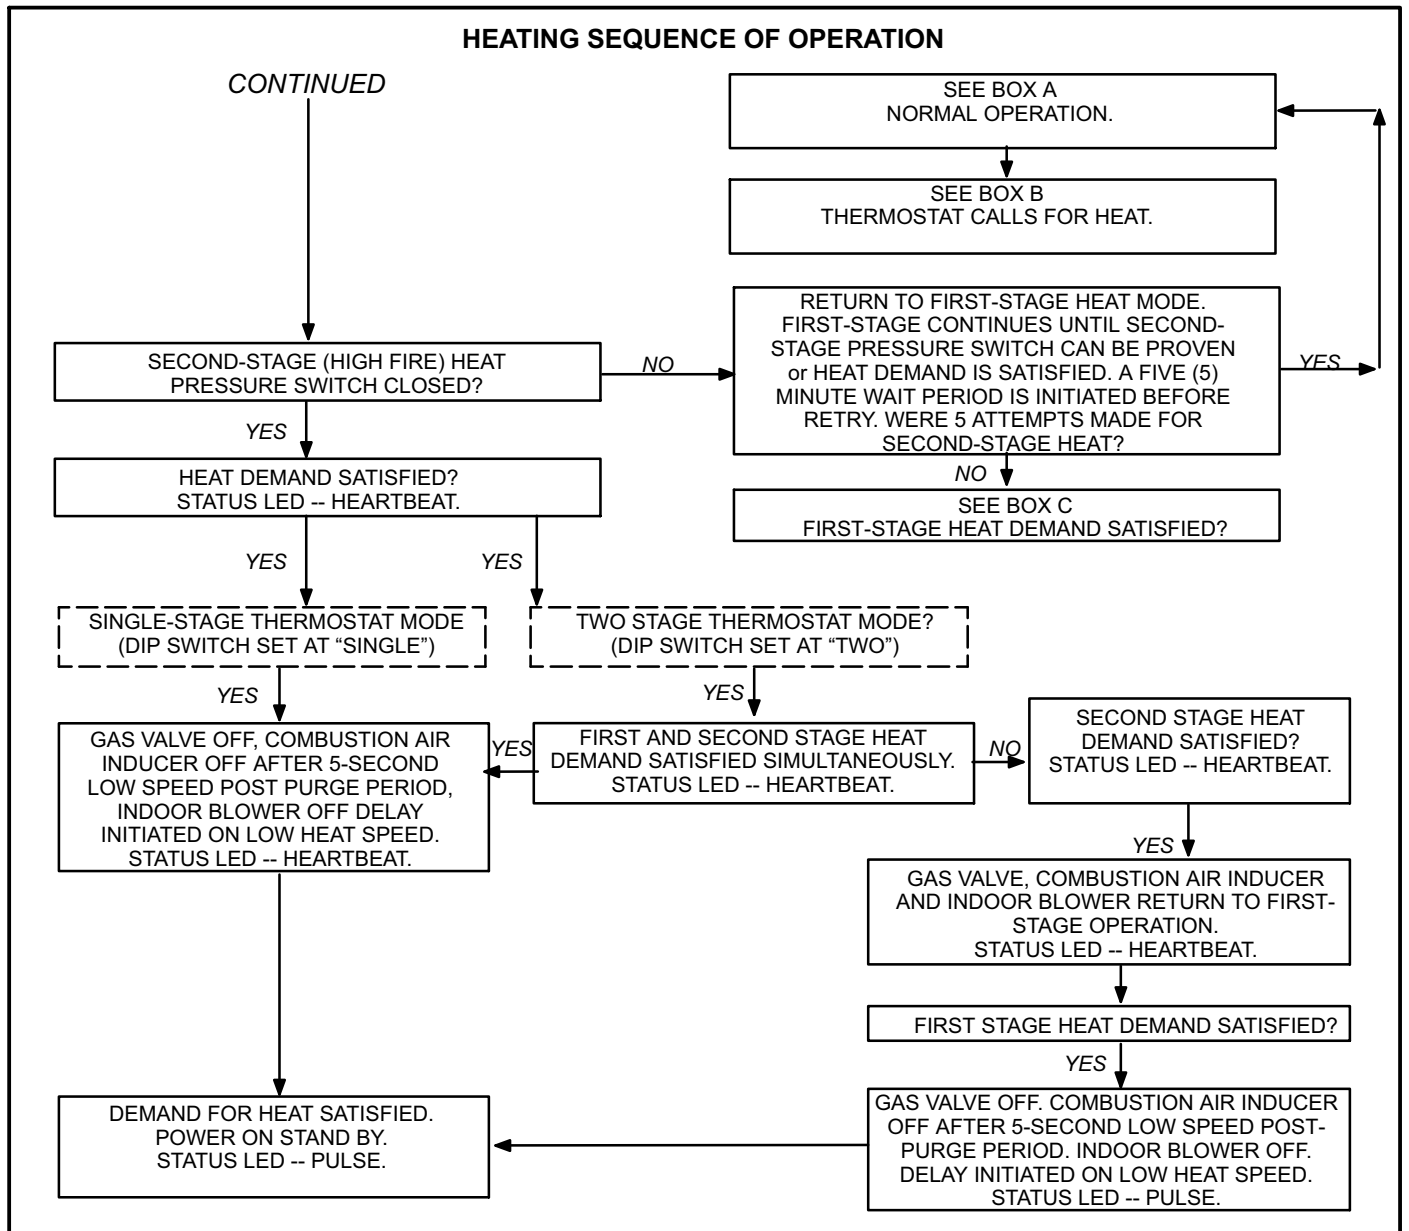 HEATING SEQUENCE OF OPERATION
CONTINUED
SEE BOX A
NORMAL OPERATION.
SEE BOX B
THERMOSTAT CALLS FOR HEAT.
SECOND-STAGE (HIGH FIRE) HEAT
PRESSURE SWITCH CLOSED?
NO
RETURN TO FIRST-STAGE HEAT MODE.
FIRST-STAGE CONTINUES UNTIL SECOND-
STAGE PRESSURE SWITCH CAN BE PROVEN
or HEAT DEMAND IS SATISFIED. A FIVE (5)
MINUTE WAIT PERIOD IS INITIATED BEFORE
RETRY. WERE 5 ATTEMPTS MADE FOR
SECOND-STAGE HEAT?
YES
YES
NO
HEAT DEMAND SATISFIED?
STATUS LED -- HEARTBEAT.
SEE BOX C
FIRST-STAGE HEAT DEMAND SATISFIED?
YES
YES
SINGLE-STAGE THERMOSTAT MODE
(DIP SWITCH SET AT “SINGLE”)
TWO STAGE THERMOSTAT MODE?
(DIP SWITCH SET AT “TWO”)
YES
YES
GAS VALVE OFF, COMBUSTION AIR
INDUCER OFF AFTER 5-SECOND
LOW SPEED POST PURGE PERIOD,
INDOOR BLOWER OFF DELAY
INITIATED ON LOW HEAT SPEED.
STATUS LED -- HEARTBEAT.
YES
FIRST AND SECOND STAGE HEAT
DEMAND SATISFIED SIMULTANEOUSLY.
STATUS LED -- HEARTBEAT.
NO
SECOND STAGE HEAT
DEMAND SATISFIED?
STATUS LED -- HEARTBEAT.
YES
GAS VALVE, COMBUSTION AIR INDUCER
AND INDOOR BLOWER RETURN TO FIRST-
STAGE OPERATION.
STATUS LED -- HEARTBEAT.
FIRST STAGE HEAT DEMAND SATISFIED?
YES
DEMAND FOR HEAT SATISFIED.
POWER ON STAND BY.
STATUS LED -- PULSE.
GAS VALVE OFF. COMBUSTION AIR INDUCER
OFF AFTER 5-SECOND LOW SPEED POST-
PURGE PERIOD. INDOOR BLOWER OFF.
DELAY INITIATED ON LOW HEAT SPEED.
STATUS LED -- PULSE.